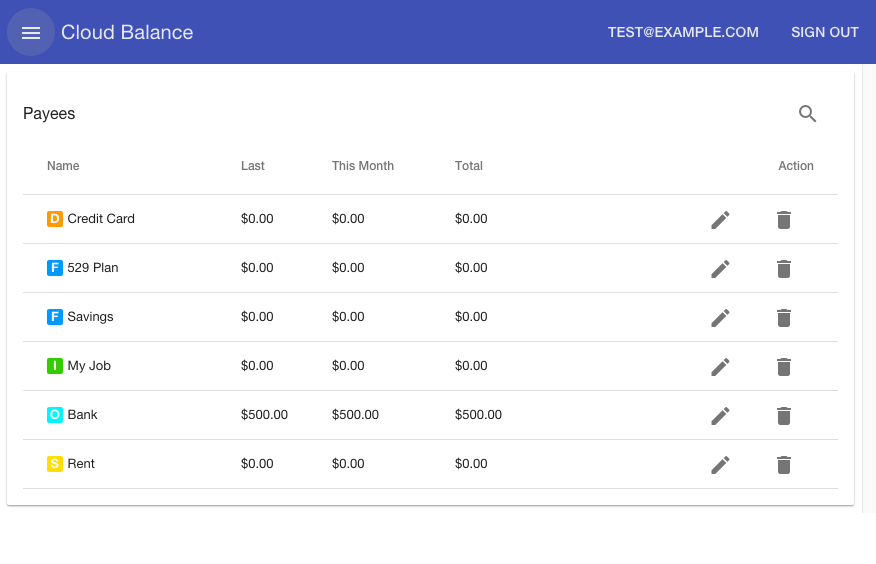 Cloud Balance TEST@EXAMPLE.COM SIGN OUT
Payees
Name Last This Month Total Action
D Credit Card $0.00 $0.00 $0.00
F 529 Plan $0.00 $0.00 $0.00
F Savings $0.00 $0.00 $0.00
I My Job $0.00 $0.00 $0.00
O Bank $500.00 $500.00 $500.00
S Rent $0.00 $0.00 $0.00